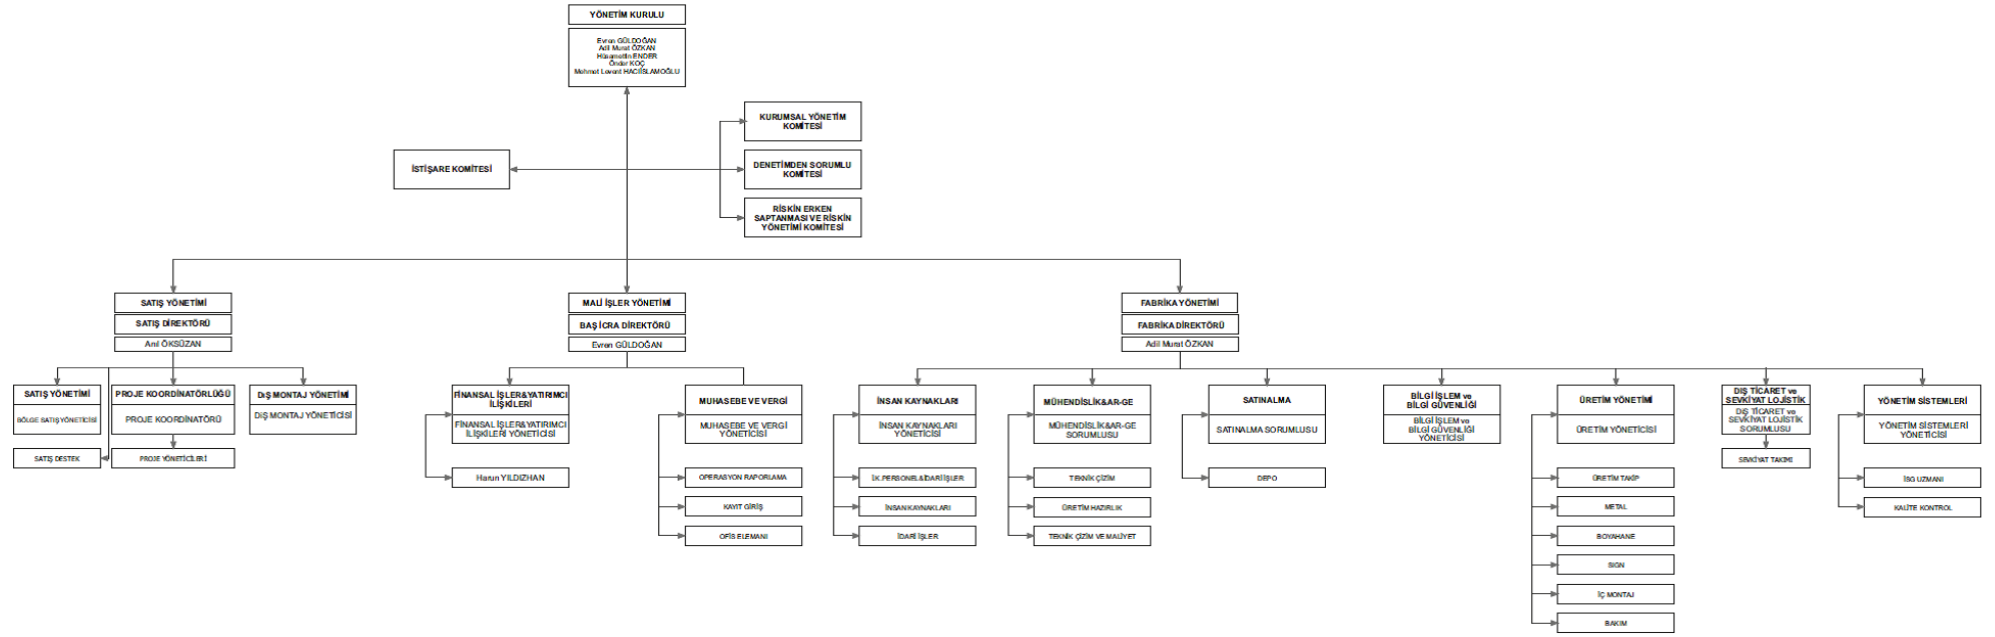 YÖNETİM KURULU
Evren GÜLDOĞAN
Adil Murat ÖZKAN
Hüsamettin ENDER
Önder KOÇ
Mehmet Levent HACIİSLAMOĞLU
KURUMSAL YÖNETİM
KOMİTESİ
İSTİŞARE KOMİTESİ
DENETİMDEN SORUMLU
KOMİTESİ
RİSKİN ERKEN
SAPTANMASI VE RİSKİN
YÖNETİMİ KOMİTESİ
SATIŞ YÖNETİMİ
SATIŞ DİREKTÖRÜ
Anıl ÖKSÜZAN
MALİ İŞLER YÖNETİMİ
BAŞ İCRA DİREKTÖRÜ
Evren GÜLDOĞAN
FABRİKA YÖNETİMİ
FABRİKA DİREKTÖRÜ
Adil Murat ÖZKAN
SATIŞ YÖNETİMİ
BÖLGE SATIŞ YÖNETİCİSİ
SATIŞ DESTEK
PROJE KOORDİNATÖRLÜĞÜ
PROJE KOORDİNATÖRÜ
PROJE YÖNETİCİLERİ
DIŞ MONTAJ YÖNETİMİ
DIŞ MONTAJ YÖNETİCİSİ
FİNANSAL İŞLER&YATIRIMCI
İLİŞKİLERİ
FİNANSAL İŞLER&YATIRIMCI
İLİŞKİLERİ YÖNETİCİSİ
Harun YILDIZHAN
MUHASEBE VE VERGİ
MUHASEBE VE VERGİ
YÖNETİCİSİ
OPERASYON RAPORLAMA
KAYIT GİRİŞ
OFİS ELEMANI
İNSAN KAYNAKLARI
İNSAN KAYNAKLARI
YÖNETİCİSİ
İ.K.PERSONEL&İDARİ İŞLER
İNSAN KAYNAKLARI
İDARİ İŞLER
MÜHENDİSLİK&AR-GE
MÜHENDİSLİK&AR-GE
SORUMLUSU
TEKNİK ÇİZİM
ÜRETİM HAZIRLIK
TEKNİK ÇİZİM VE MALİYET
SATINALMA
SATINALMA SORUMLUSU
DEPO
BİLGİ İŞLEM ve
BİLGİ GÜVENLİĞİ
BİLGİ İŞLEM ve
BİLGİ GÜVENLİĞİ
YÖNETİCİSİ
ÜRETİM YÖNETİMİ
ÜRETİM YÖNETİCİSİ
ÜRETİM TAKİP
METAL
BOYAHANE
SIGN
İÇ MONTAJ
BAKIM
DIŞ TİCARET ve
SEVKİYAT LOJİSTİK
DIŞ TİCARET ve
SEVKİYAT LOJİSTİK
SORUMLUSU
SEVKİYAT TAKIMI
YÖNETİM SİSTEMLERİ
YÖNETİM SİSTEMLERİ
YÖNETİCİSİ
İSG UZMANI
KALİTE KONTROL